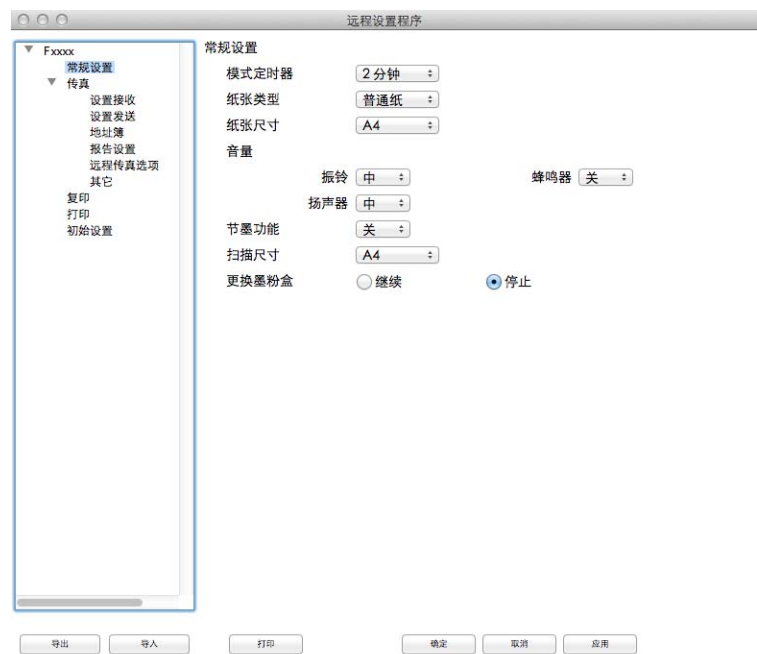 远程设置程序
Fxxxx
常规设置
传真
设置接收
设置发送
地址簿
报告设置
远程传真选项
其它
复印
打印
初始设置
常规设置
模式定时器 2 分钟
纸张类型 普通纸
纸张尺寸 A4
音量
振铃 中 蜂鸣器 关
扬声器 中
节墨功能 关
扫描尺寸 A4
更换墨粉盒 继续 停止
导出 导入 打印 确定 取消 应用